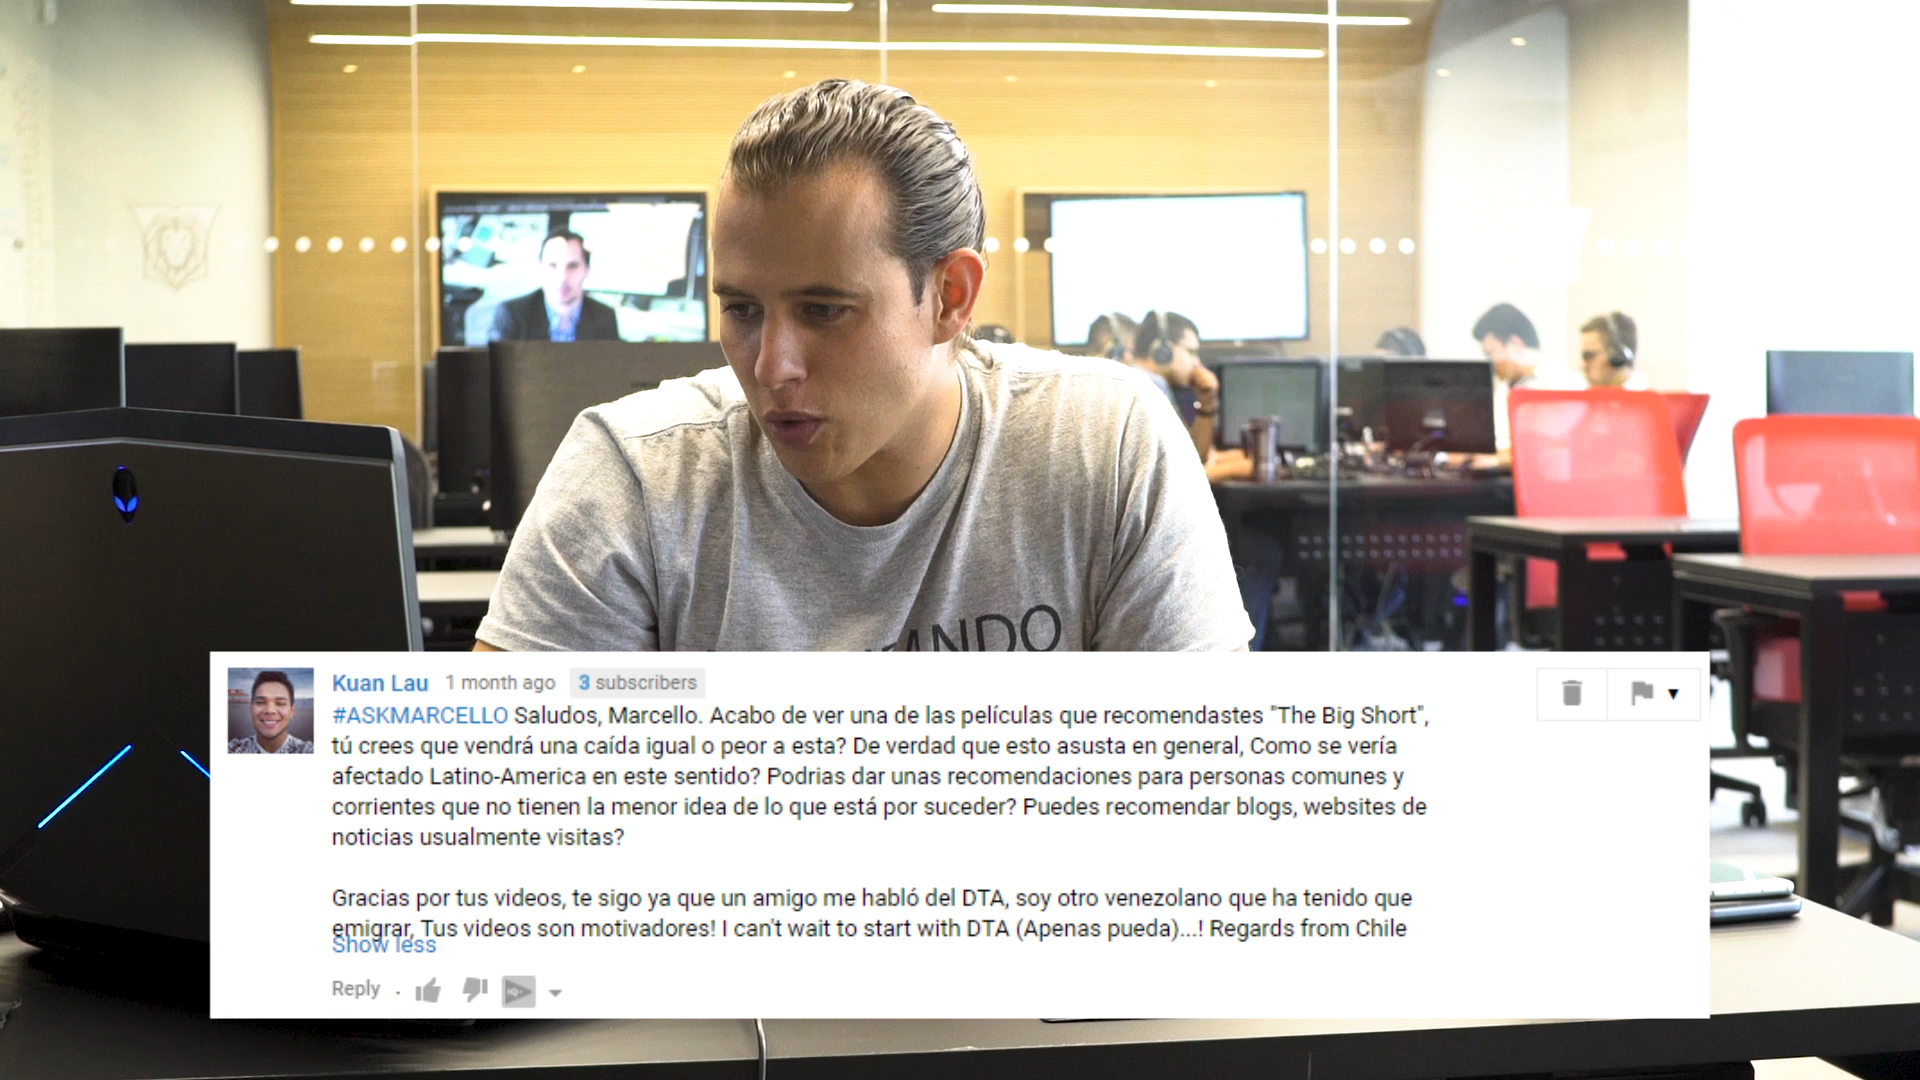 ANDO
Kuan Lau 1 month ago 3 subscribers
#ASKMARCELLO Saludos, Marcello. Acabo de ver una de las películas que recomendastes "The Big Short",
tú crees que vendrá una caída igual o peor a esta? De verdad que esto asusta en general, Como se vería
afectado Latino-America en este sentido? Podrias dar unas recomendaciones para personas comunes y
corrientes que no tienen la menor idea de lo que está por suceder? Puedes recomendar blogs, websites de
noticias usualmente visitas?
Gracias por tus videos, te sigo ya que un amigo me habló del DTA, soy otro venezolano que ha tenido que
emigrar, Tus videos son motivadores! I can't wait to start with DTA (Apenas pueda)...! Regards from Chile
Show less
Reply